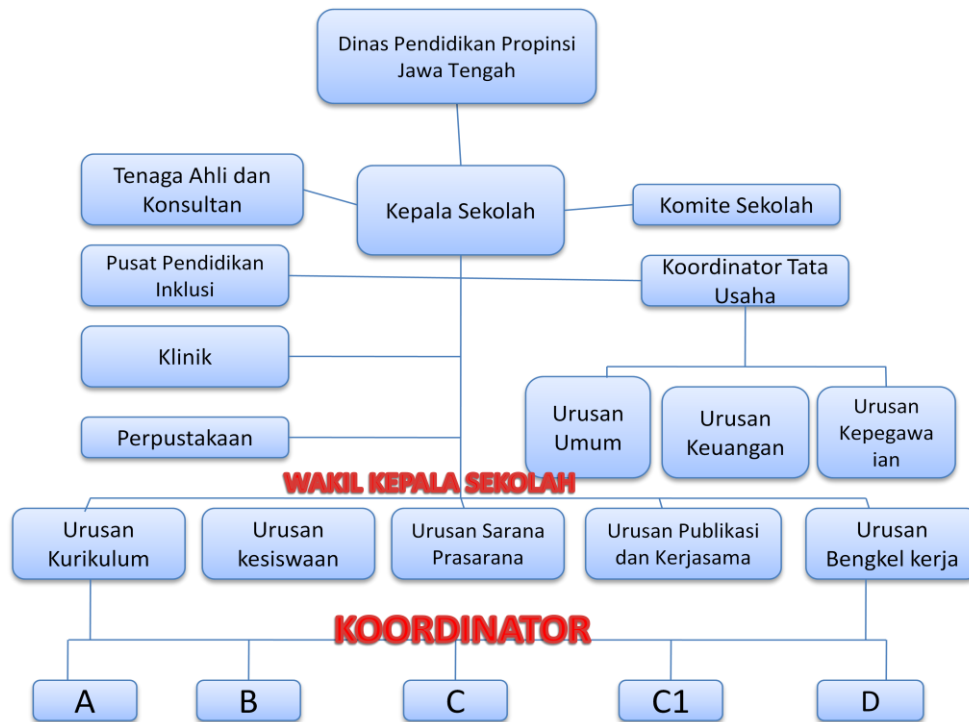 Dinas Pendidikan Propinsi
Jawa Tengah
Tenaga Ahli dan
Konsultan
Kepala Sekolah
Komite Sekolah
Pusat Pendidikan
Inklusi
Koordinator Tata
Usaha
Klinik
Perpustakaan
Urusan
Umum
Urusan
Keuangan
Urusan
Kepegawa
ian
WAKIL KEPALA SEKOLAH
Urusan
Kurikulum
Urusan
kesiswaan
Urusan Sarana
Prasarana
Urusan Publikasi
dan Kerjasama
Urusan
Bengkel kerja
KOORDINATOR
A
B
C
C1
D